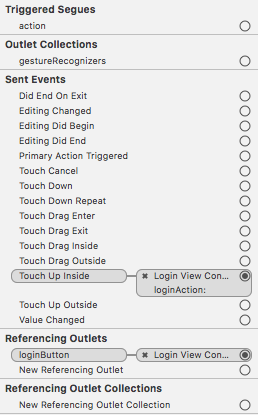 Triggered Segues
action
Outlet Collections
gestureRecognizers
Sent Events
Did End On Exit
Editing Changed
Editing Did Begin
Editing Did End
Primary Action Triggered
Touch Cancel
Touch Down
Touch Down Repeat
Touch Drag Enter
Touch Drag Exit
Touch Drag Inside
Touch Drag Outside
Touch Up Inside ✖ Login View Con...
loginAction:
Touch Up Outside
Value Changed
Referencing Outlets
loginButton ✖ Login View Con...
New Referencing Outlet
Referencing Outlet Collections
New Referencing Outlet Collection